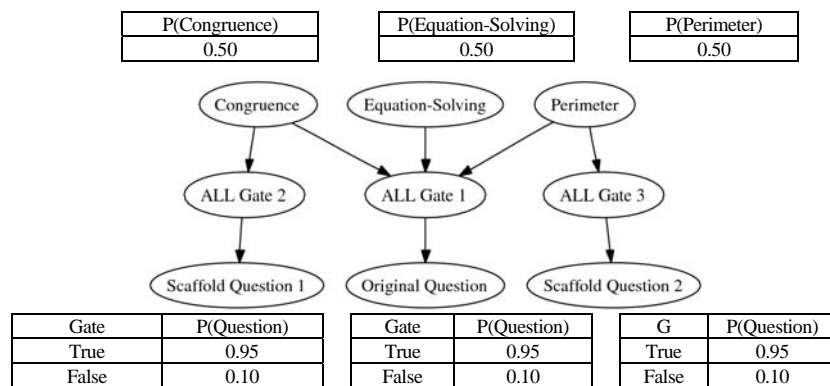 P(Congruence) P(Equation-Solving) P(Perimeter)
0.50 0.50 0.50
Congruence Equation-Solving Perimeter
ALL Gate 2 ALL Gate 1 ALL Gate 3
Scaffold Question 1 Original Question Scaffold Question 2
Gate P(Question) Gate P(Question) G P(Question)
True 0.95 True 0.95 True 0.95
False 0.10 False 0.10 False 0.10